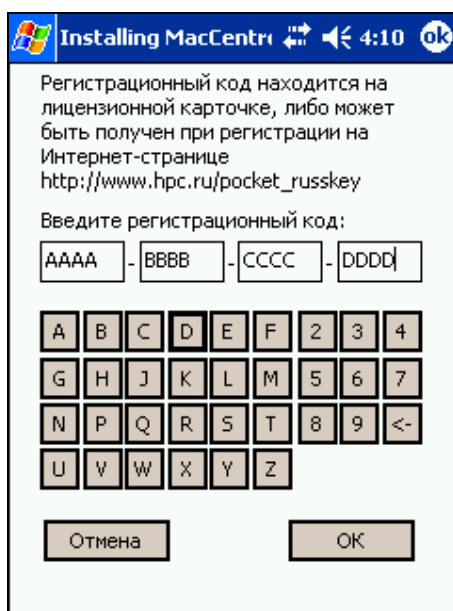 Installing MacCentr 4:10 ok
Регистрационный код находится на
лицензионной карточке, либо может
быть получен при регистрации на
Интернет-странице
http://www.hpc.ru/pocket_russkey
Введите регистрационный код:
AAAA - BBBB - CCCC - DDDD
A B C D E F 2 3 4
G H J K L M 5 6 7
N P Q R S T 8 9 <-
U V W X Y Z
Отмена ОК